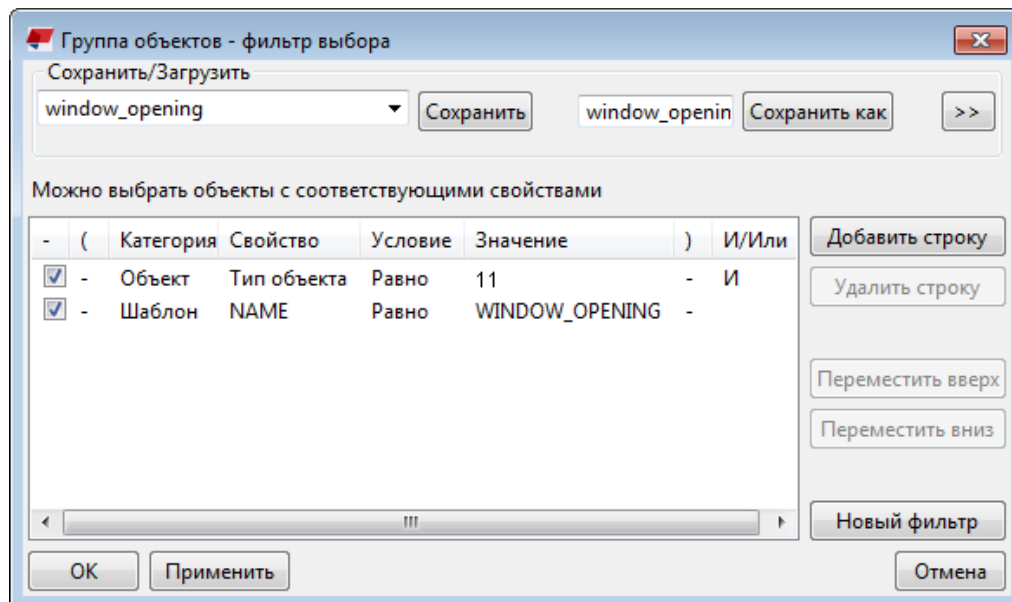 Группа объектов - фильтр выбора
Сохранить/Загрузить
window_opening Сохранить window_openin Сохранить как >>
Можно выбрать объекты с соответствующими свойствами
- ( Категория Свойство Условие Значение ) И/Или Добавить строку
- Объект Тип объекта Равно 11 - И
Удалить строку
- Шаблон NAME Равно WINDOW_OPENING -
Переместить вверх
Переместить вниз
Новый фильтр
ОК Применить Отмена